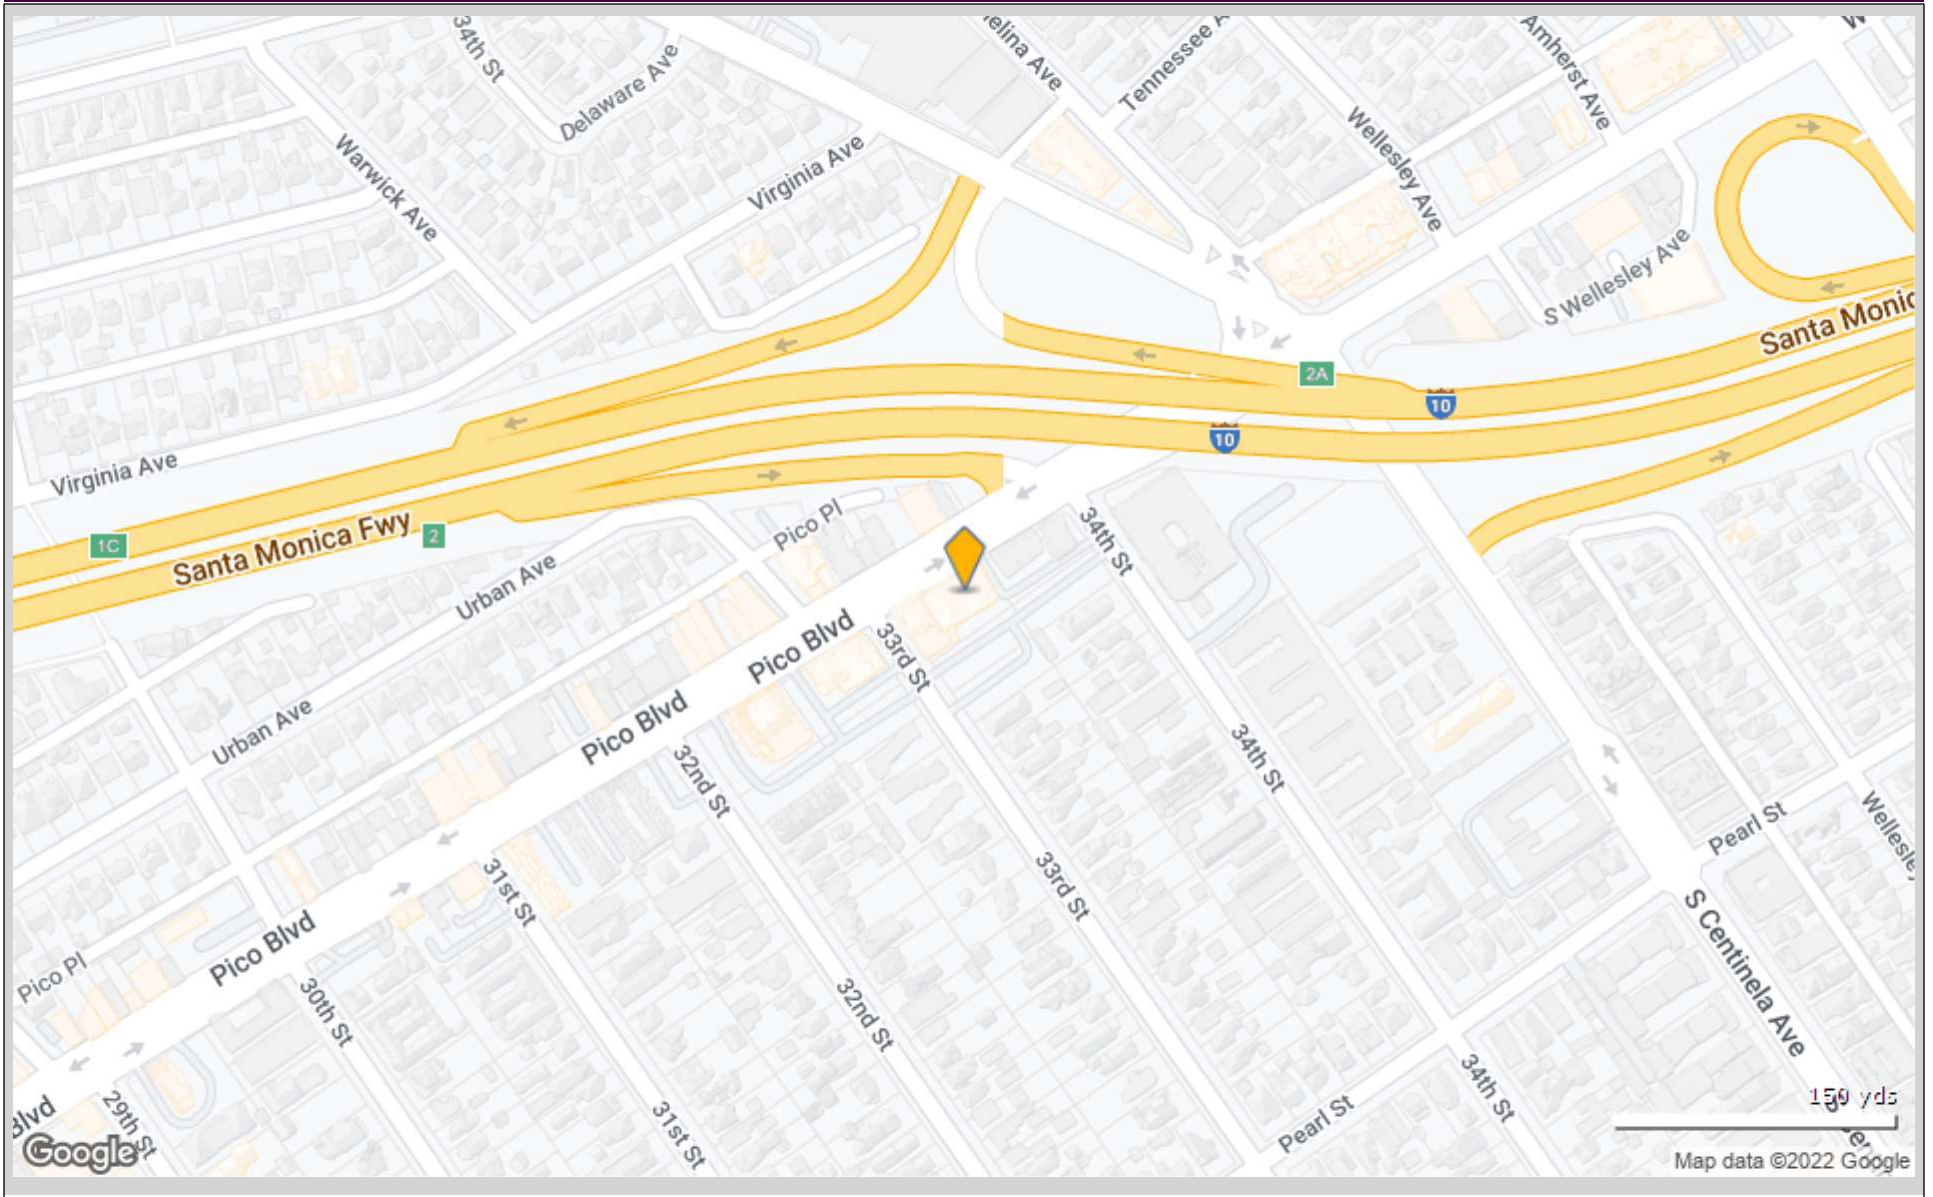 34th St
Delaware Ave
Tennessee A
Amherst Ave
Warwick Ave
Virginia Ave
Wellesley Ave
S Wellesley Ave
Santa Monic
2A
10
10
Virginia Ave
1C
Santa Monica Fwy
2
Pico Pl
34th St
Urban Ave
Pico Blvd
33rd St
Urban Ave
Pico Blvd
32nd St
34th St
Pearl St
Wellesley
31st St
33rd St
S Centinela Ave
Pico Blvd
Pico Pl
30th St
32nd St
34th St
150 yds
Blvd
29th St
31st St
Pearl St
Google
Map data ©2022 Google